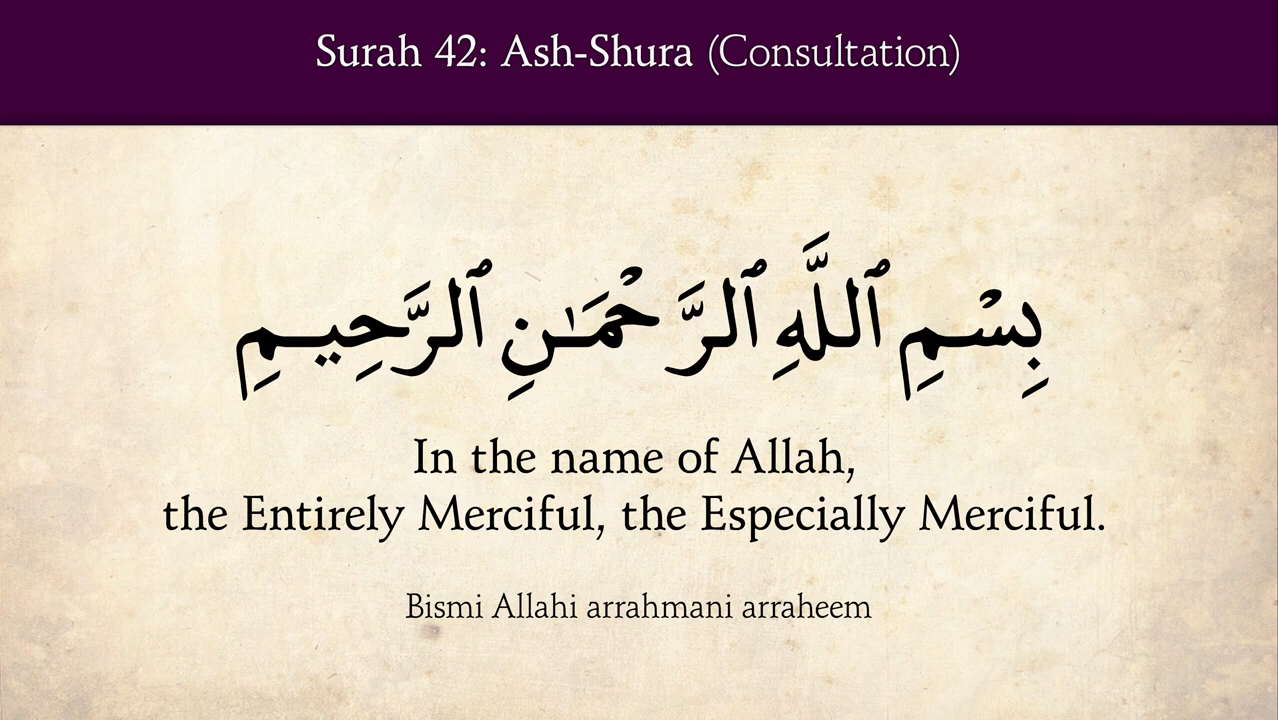 Surah 42: Ash-Shura (Consultation)
بِسْمِ ٱللَّهِ ٱلرَّحْمَـٰنِ ٱلرَّحِيـمِ
In the name of Allah,
the Entirely Merciful, the Especially Merciful.
Bismi Allahi arrahmani arraheem